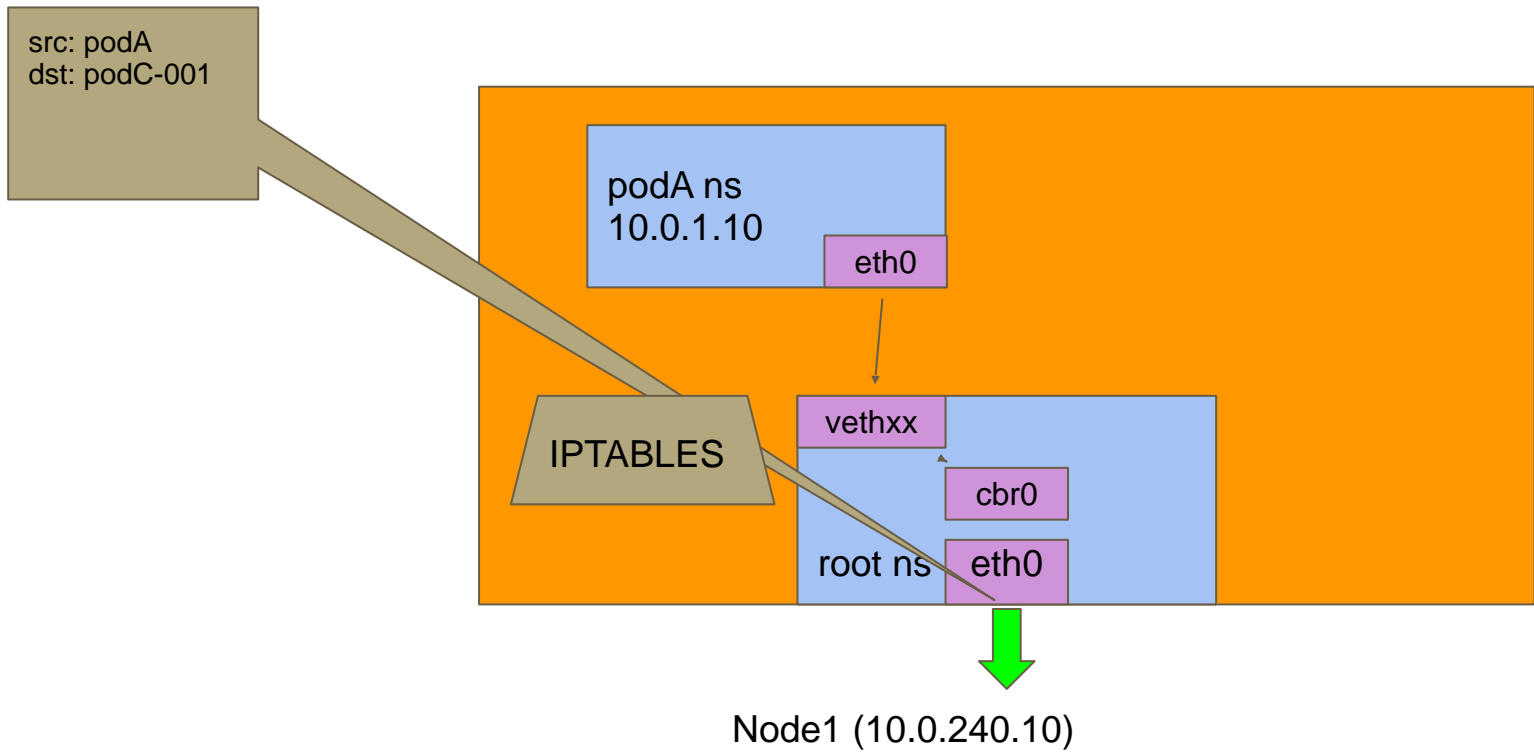 src: podA
dst: podC-001
podA ns
10.0.1.10
eth0
vethxx
IPTABLES
cbr0
root ns
eth0
Node1 (10.0.240.10)